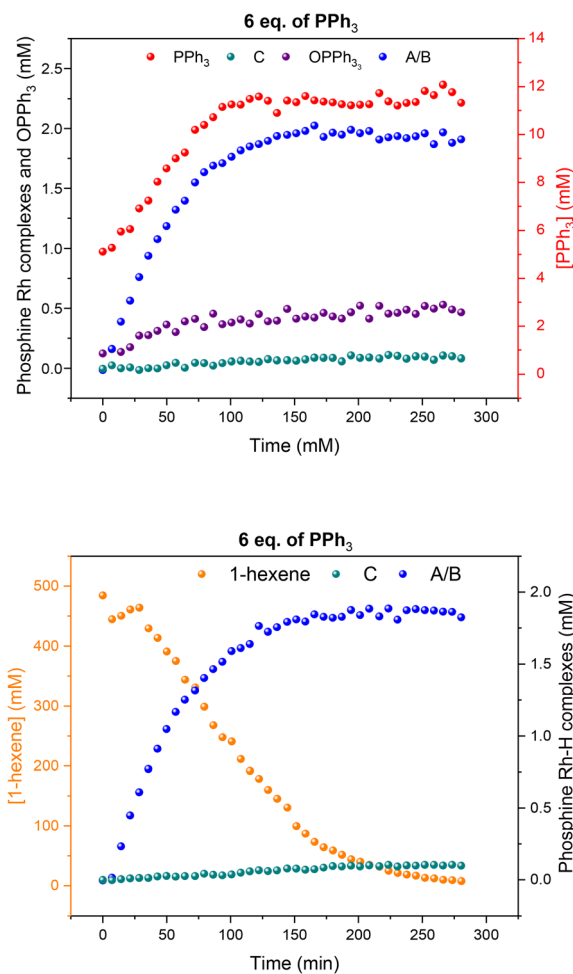 6 eq. of PPh3
PPh3 C OPPh33 A/B
Phosphine Rh complexes and OPPh3 (mM)
2.5
2.0
1.5
1.0
0.5
0.0
14
12
10
8
6
4
2
0
[PPh3] (mM)
0 50 100 150 200 250 300
Time (mM)
6 eq. of PPh3
1-hexene C A/B
[1-hexene] (mM)
500
400
300
200
100
0
2.0
1.5
1.0
0.5
0.0
Phosphine Rh-H complexes (mM)
0 50 100 150 200 250 300
Time (min)